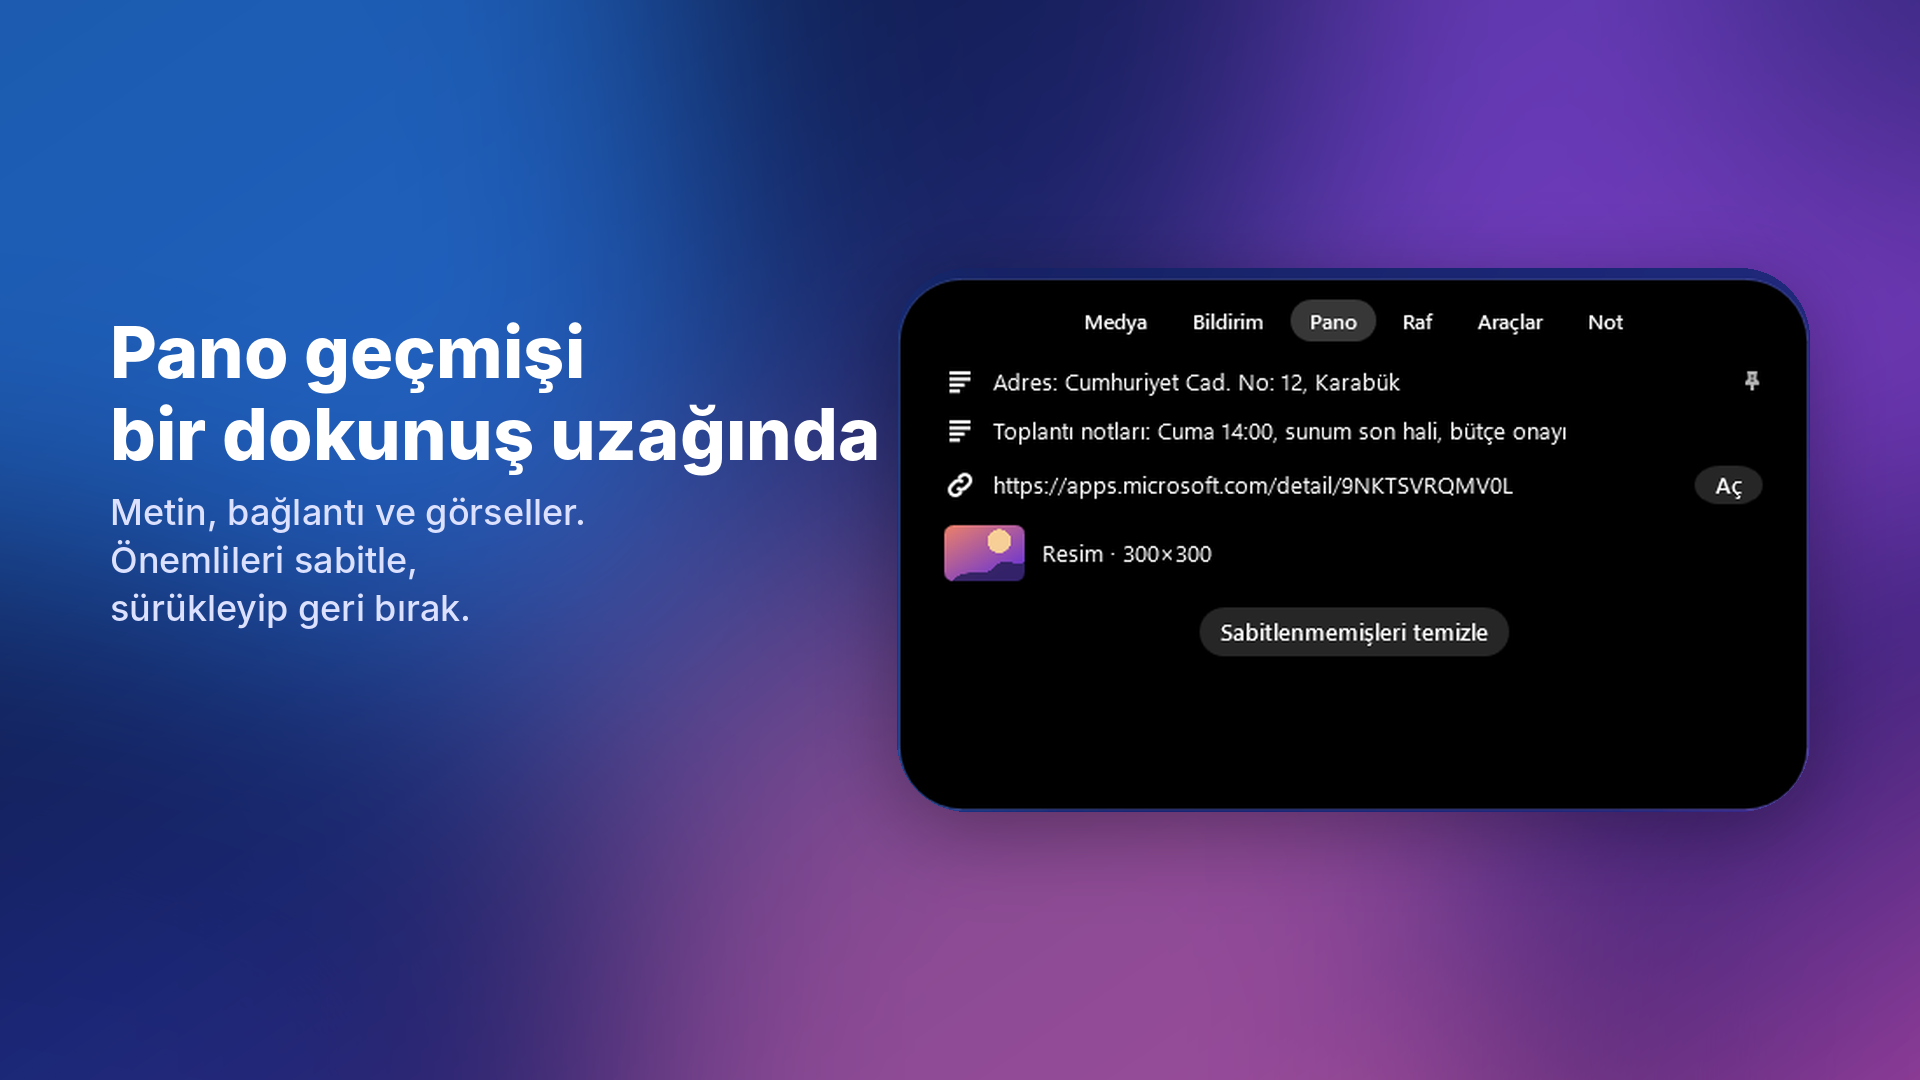 Pano geçmişi
bir dokunuş uzağında
Metin, bağlantı ve görseller.
Önemlileri sabitle,
sürükleyip geri bırak.
Medya Bildirim Pano Raf Araçlar Not
Adres: Cumhuriyet Cad. No: 12, Karabük
Toplantı notları: Cuma 14:00, sunum son hali, bütçe onayı
https://apps.microsoft.com/detail/9NKTSVRQMV0L Aç
Resim · 300×300
Sabitlenmemişleri temizle